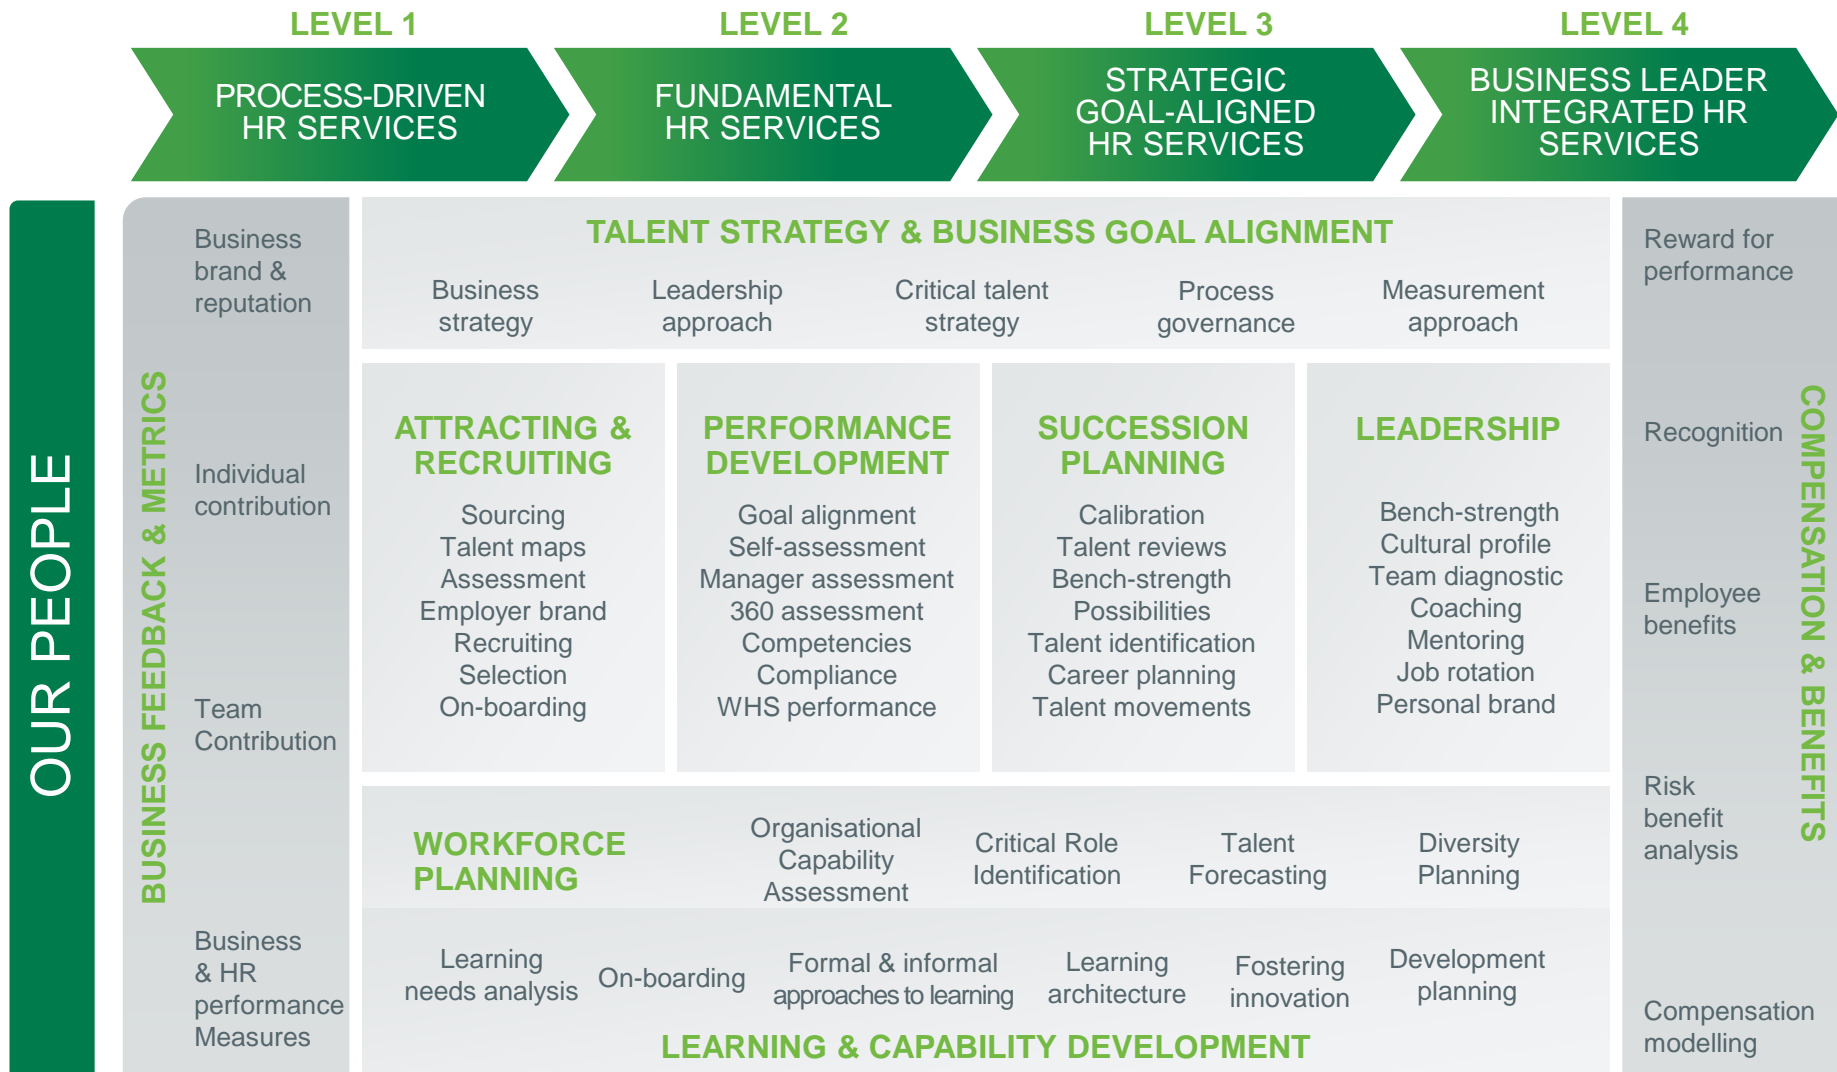 LEVEL 1
LEVEL 2
LEVEL 3
LEVEL 4
PROCESS-DRIVEN
HR SERVICES
FUNDAMENTAL
HR SERVICES
STRATEGIC
GOAL-ALIGNED
HR SERVICES
BUSINESS LEADER
INTEGRATED HR
SERVICES
OUR PEOPLE
BUSINESS FEEDBACK & METRICS
Business
brand &
reputation
Individual
contribution
Team
Contribution
Business
& HR
performance
Measures
TALENT STRATEGY & BUSINESS GOAL ALIGNMENT
Business
strategy
Leadership
approach
Critical talent
strategy
Process
governance
Measurement
approach
ATTRACTING &
RECRUITING
Sourcing
Talent maps
Assessment
Employer brand
Recruiting
Selection
On-boarding
PERFORMANCE
DEVELOPMENT
Goal alignment
Self-assessment
Manager assessment
360 assessment
Competencies
Compliance
WHS performance
SUCCESSION
PLANNING
Calibration
Talent reviews
Bench-strength
Possibilities
Talent identification
Career planning
Talent movements
LEADERSHIP
Bench-strength
Cultural profile
Team diagnostic
Coaching
Mentoring
Job rotation
Personal brand
WORKFORCE
PLANNING
Organisational
Capability
Assessment
Critical Role
Identification
Talent
Forecasting
Diversity
Planning
Learning
needs analysis
On-boarding
Formal & informal
approaches to learning
Learning
architecture
Fostering
innovation
Development
planning
LEARNING & CAPABILITY DEVELOPMENT
Reward for
performance
Recognition
Employee
benefits
Risk
benefit
analysis
Compensation
modelling
COMPENSATION & BENEFITS